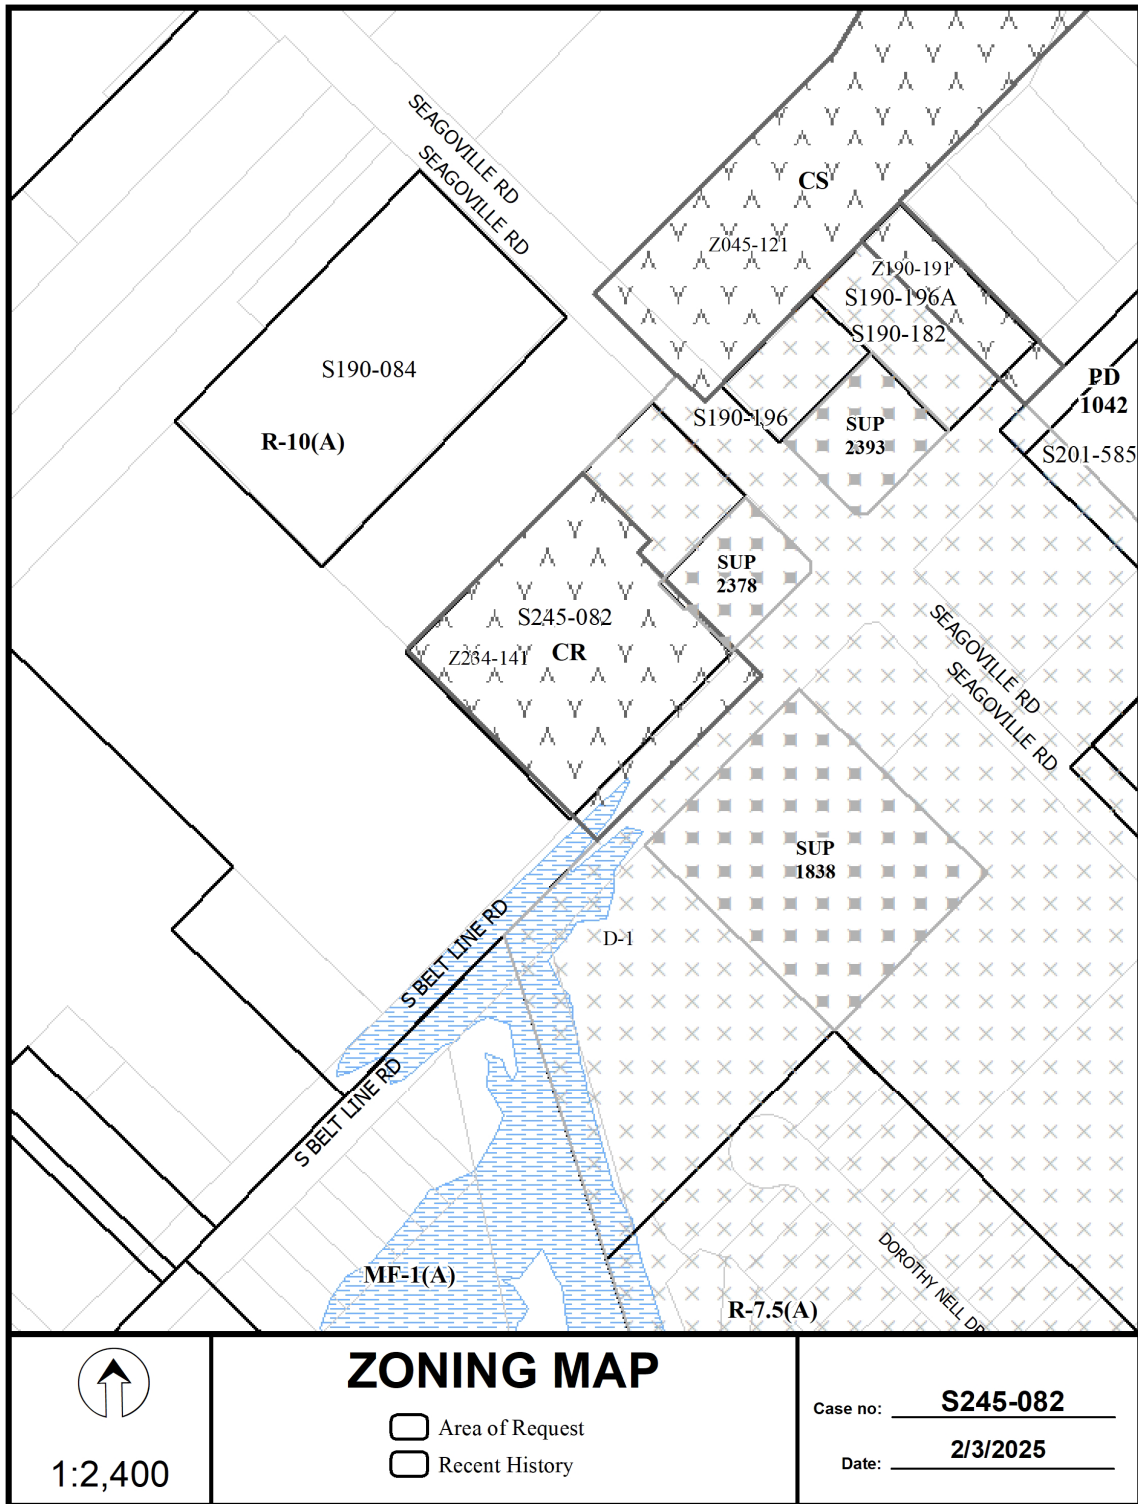 SEAGOVILLE RD
SEAGOVILLE RD
CS
Z045-121
Z190-191
S190-196A
S190-182
S190-084
PD
1042
S190-196
SUP
2393
R-10(A)
S201-585
SUP
2378
S245-082
CR
Z234-141
SEAGOVILLE RD
SEAGOVILLE RD
SUP
1838
S BELT LINE RD
D-1
S BELT LINE RD
DOROTHY NELL DR
MF-1(A)
R-7.5(A)
ZONING MAP
Area of Request
Recent History
1:2,400
Case no: S245-082
Date: 2/3/2025